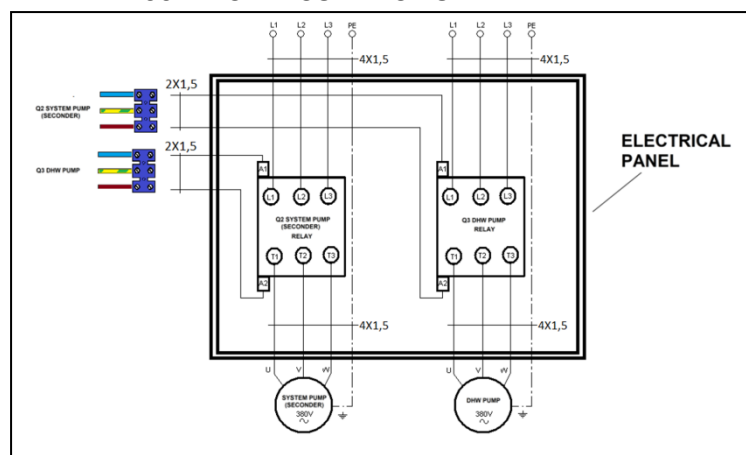 L1 L2 L3 PE L1 L2 L3 PE
4X1,5 4X1,5
2X1,5
Q2 SYSTEM PUMP
(SECONDER)
2X1,5
Q3 DHW PUMP
ELECTRICAL
PANEL
A1 A1
L1 L2 L3 L1 L2 L3
Q2 SYSTEM PUMP
(SECONDER)
RELAY
Q3 DHW PUMP
RELAY
T1 T2 T3 T1 T2 T3
A2 A2
4X1,5 4X1,5
U V W U V W
SYSTEM PUMP
(SECONDER)
380V
DHW PUMP
380V